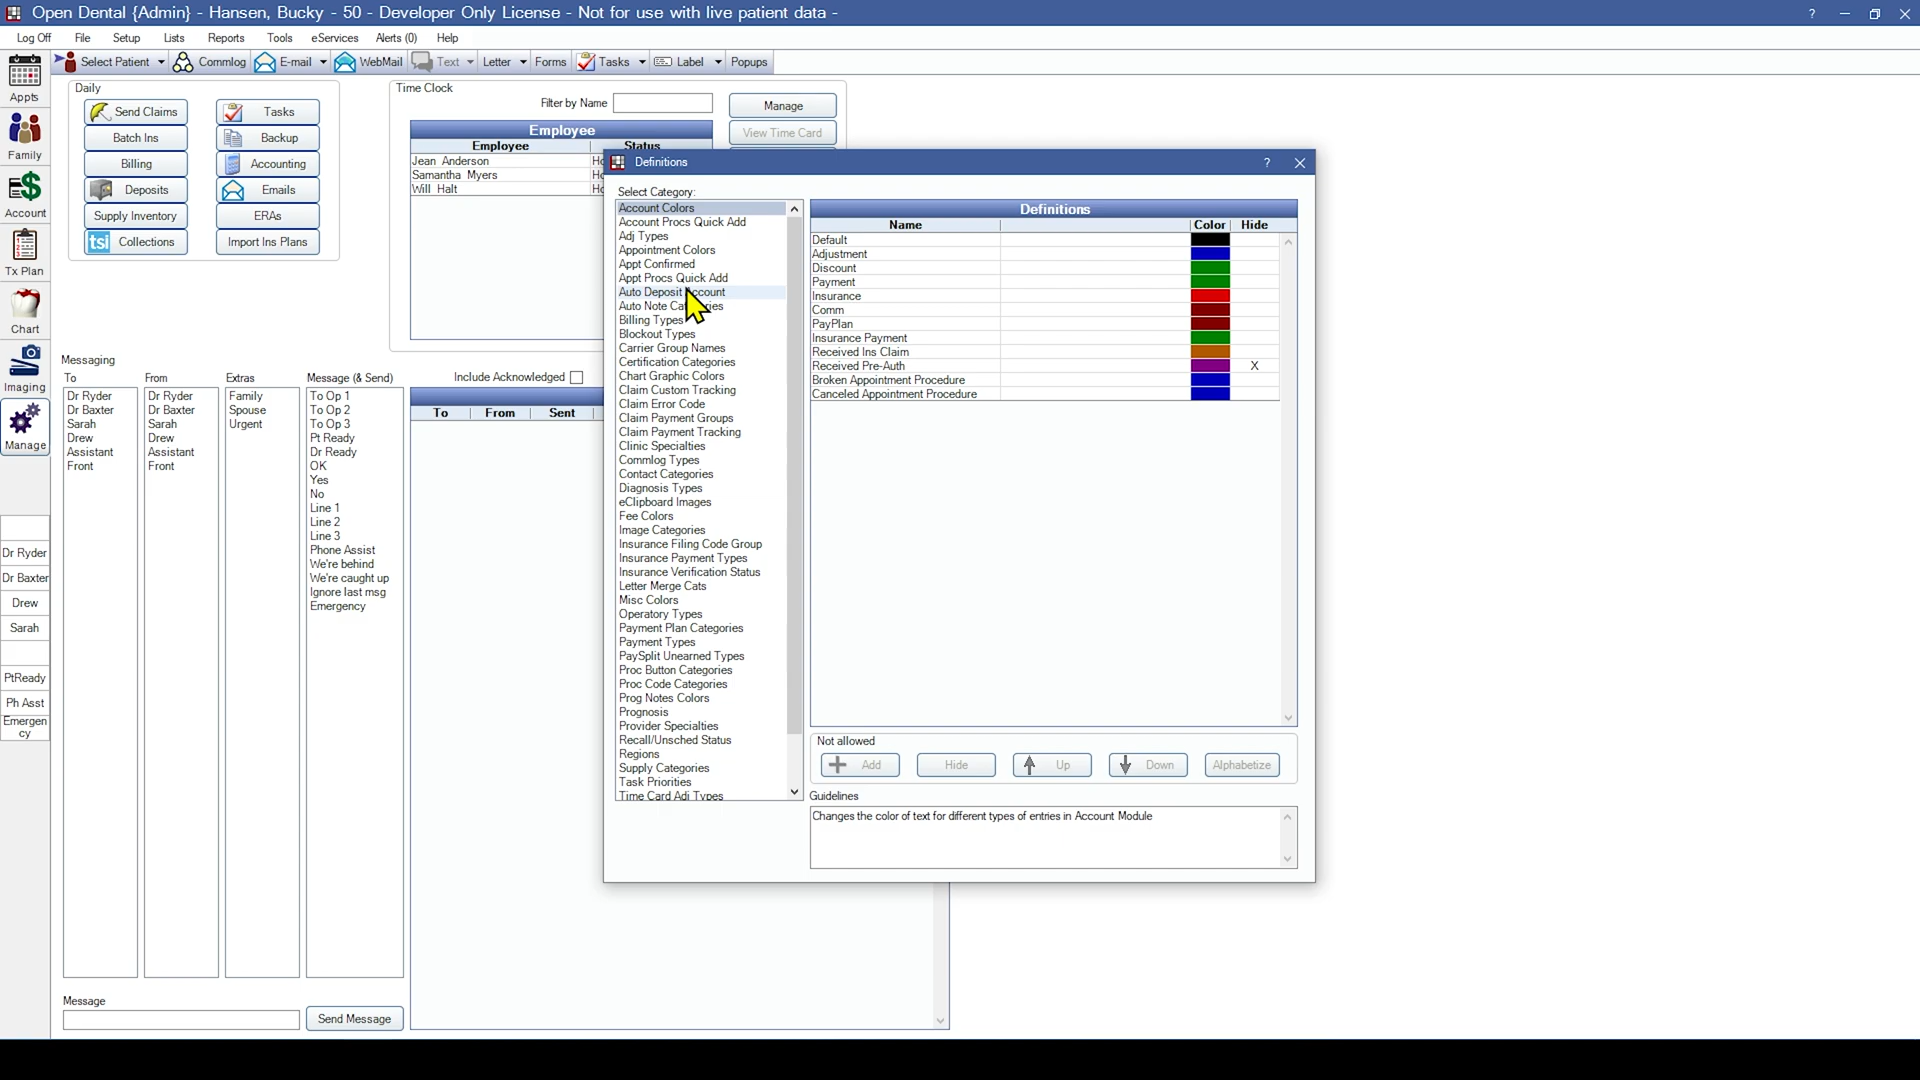 Open Dental {Admin} - Hansen, Bucky - 50 - Developer Only License - Not for use with live patient data -
Log Off File Setup Lists Reports Tools eServices Alerts (0) Help
Select Patient Commlog E-mail WebMail Text Letter Forms Tasks Label Popups
Appts
Family
Account
Tx Plan
Chart
Imaging
Manage
Dr Ryder
Dr Baxter
Drew
Sarah
PtReady
Ph Asst
Emergen
cy
Daily
Send Claims
Batch Ins
Billing
Deposits
Supply Inventory
tsi Collections
Tasks
Backup
Accounting
Emails
ERAs
Import Ins Plans
Time Clock
Filter by Name
Manage
View Time Card
Employee
Employee Status
Jean Anderson
Samantha Myers
Will Halt
Messaging
To
Dr Ryder
Dr Baxter
Sarah
Drew
Assistant
Front
From
Dr Ryder
Dr Baxter
Sarah
Drew
Assistant
Front
Extras
Family
Spouse
Urgent
Message (& Send)
To Op 1
To Op 2
To Op 3
Pt Ready
Dr Ready
OK
Yes
No
Line 1
Line 2
Line 3
Phone Assist
We're behind
We're caught up
Ignore last msg
Emergency
Include Acknowledged
To From Sent
Message
Send Message
Definitions
Select Category:
Account Colors
Account Procs Quick Add
Adj Types
Appointment Colors
Appt Confirmed
Appt Procs Quick Add
Auto Deposit Account
Auto Note
Billing Types
Blockout Types
Carrier Group Names
Certification Categories
Chart Graphic Colors
Claim Custom Tracking
Claim Error Code
Claim Payment Groups
Claim Payment Tracking
Clinic Specialties
Commlog Types
Contact Categories
Diagnosis Types
eClipboard Images
Fee Colors
Image Categories
Insurance Filing Code Group
Insurance Payment Types
Insurance Verification Status
Letter Merge Cats
Misc Colors
Operatory Types
Payment Plan Categories
Payment Types
PaySplit Unearned Types
Proc Button Categories
Proc Code Categories
Prog Notes Colors
Prognosis
Provider Specialties
Recall/Unsched Status
Regions
Supply Categories
Task Priorities
Time Card Adj Types
Definitions
Name Color Hide
Default
Adjustment
Discount
Payment
Insurance
Comm
PayPlan
Insurance Payment
Received Ins Claim
Received Pre-Auth X
Broken Appointment Procedure
Canceled Appointment Procedure
Not allowed
Add Hide Up Down Alphabetize
Guidelines
Changes the color of text for different types of entries in Account Module